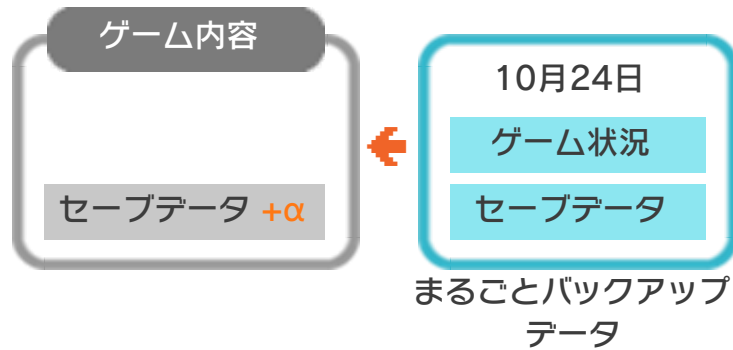 ゲーム内容
セーブデータ +α
10月24日
ゲーム状況
セーブデータ
まるごとバックアップ
データ